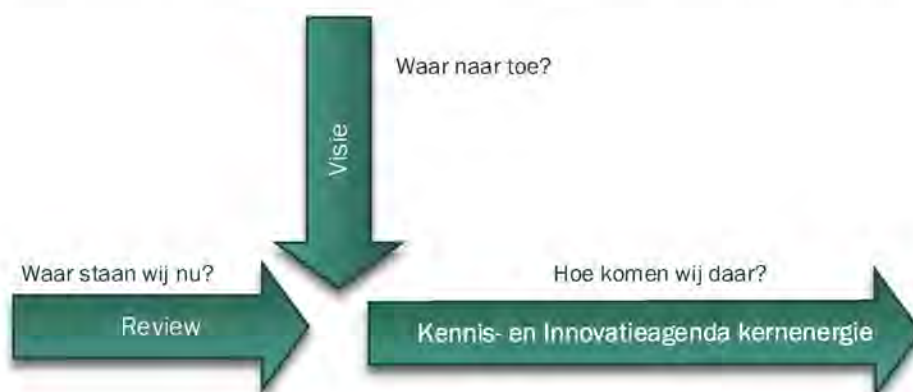 Waar naar toe?
Visie
Waar staan wij nu?
Hoe komen wij daar?
Review
Kennis- en Innovatieagenda kernenergie